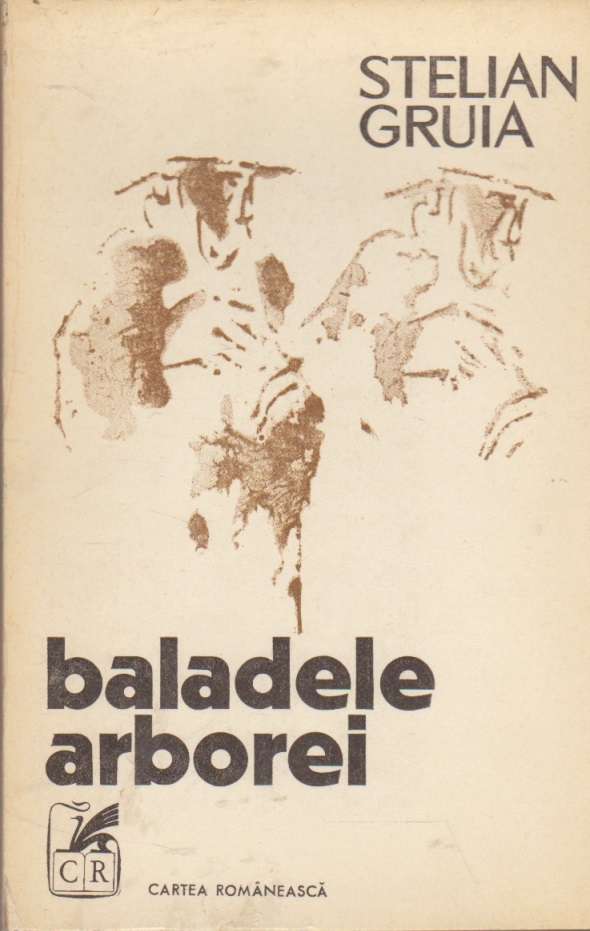 STELIAN
GRUIA
baladele
arborei
CR
CARTEA ROMÂNEASCĂ